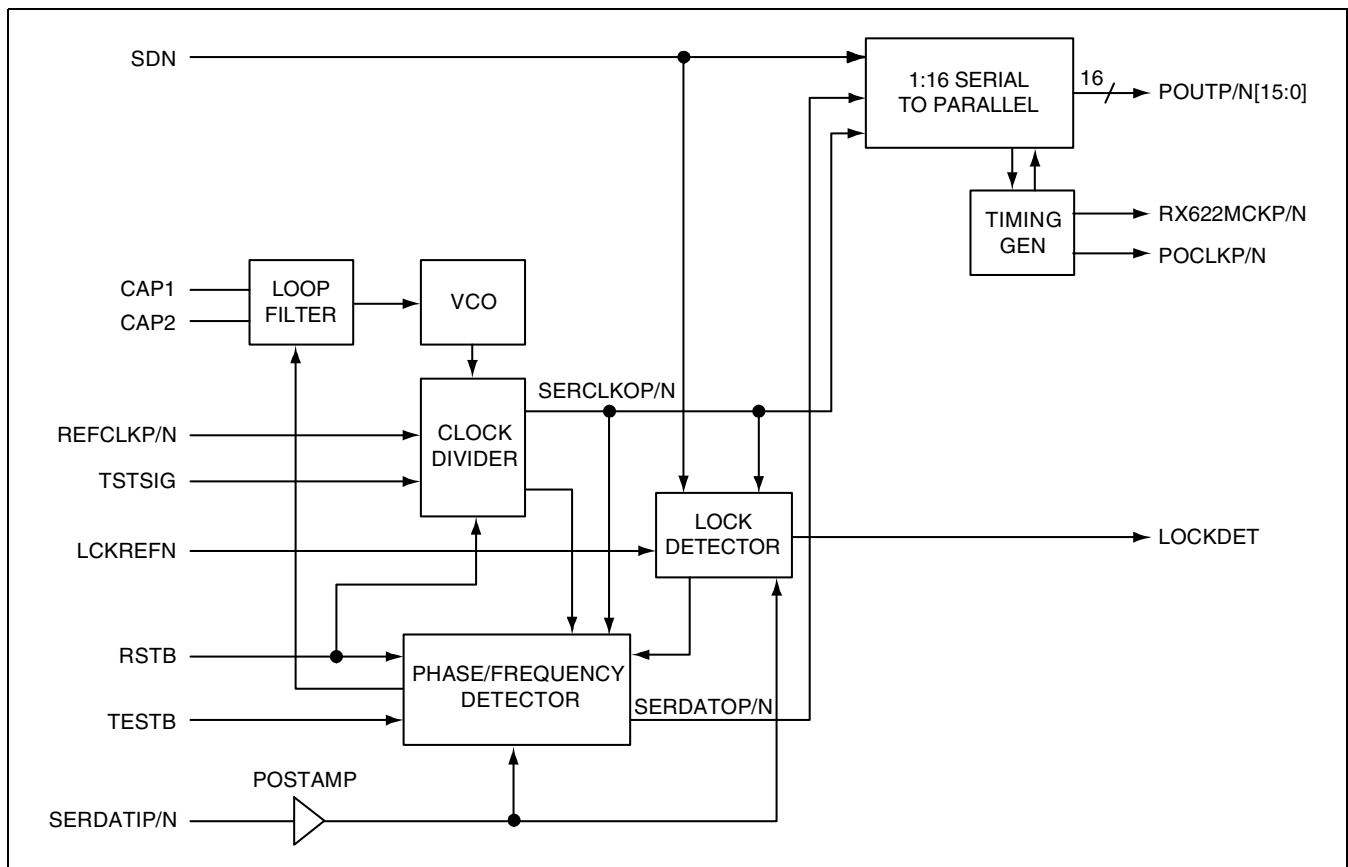 SDN
1:16 SERIAL
TO PARALLEL
16
POUTP/N[15:0]
TIMING
GEN
RX622MCKP/N
POCLKP/N
CAP1
CAP2
LOOP
FILTER
VCO
SERCLKOP/N
REFCLKP/N
TSTSIG
CLOCK
DIVIDER
LCKREFN
LOCK
DETECTOR
LOCKDET
RSTB
TESTB
PHASE/FREQUENCY
DETECTOR
SERDATOP/N
POSTAMP
SERDATIP/N